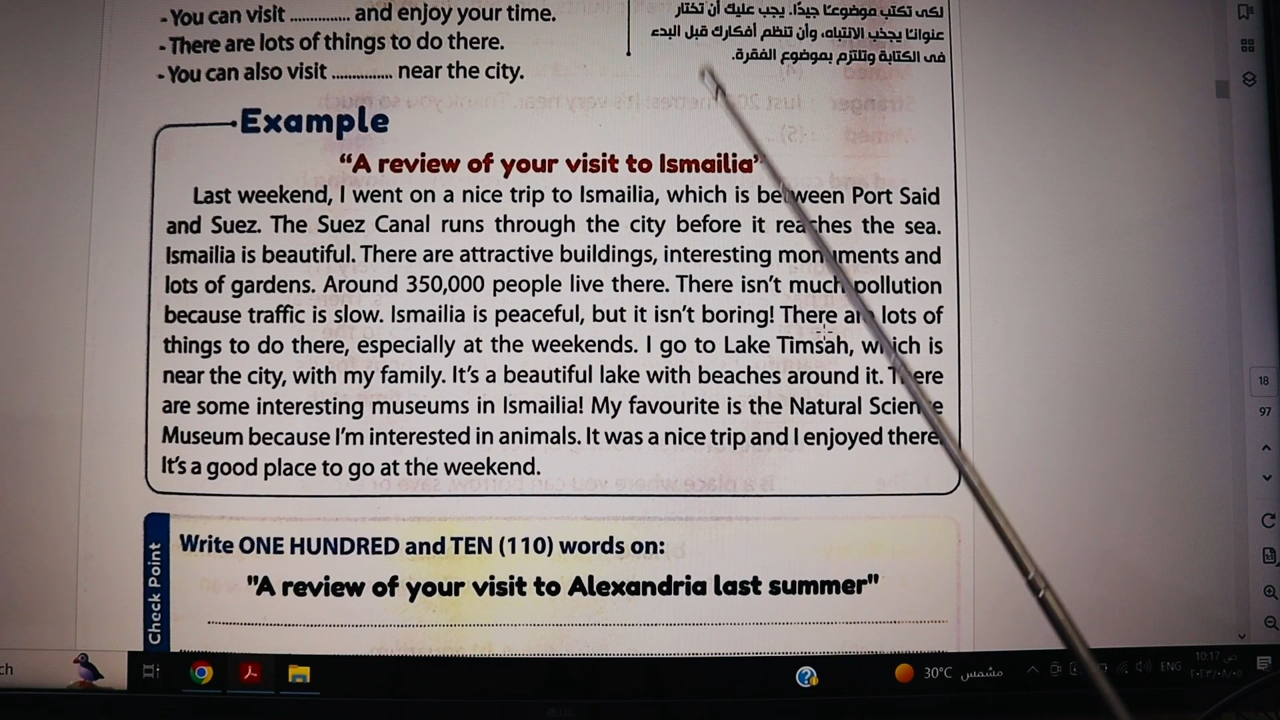 - You can visit .............. and enjoy your time.
- There are lots of things to do there.
- You can also visit .............. near the city.
لكى تكتب موضوعًا جيدًا. يجب عليك أن تختار
عنوانًا يجذب الانتباه، وأن تنظم أفكارك قبل البدء
فى الكتابة وتلتزم بموضوع الفقرة.
Example
“A review of your visit to Ismailia”
Last weekend, I went on a nice trip to Ismailia, which is between Port Said
and Suez. The Suez Canal runs through the city before it reaches the sea.
Ismailia is beautiful. There are attractive buildings, interesting monuments and
lots of gardens. Around 350,000 people live there. There isn’t much pollution
because traffic is slow. Ismailia is peaceful, but it isn’t boring! There are lots of
things to do there, especially at the weekends. I go to Lake Timsah, which is
near the city, with my family. It’s a beautiful lake with beaches around it. There
are some interesting museums in Ismailia! My favourite is the Natural Science
Museum because I’m interested in animals. It was a nice trip and I enjoyed there.
It’s a good place to go at the weekend.
Check Point
Write ONE HUNDRED and TEN (110) words on:
"A review of your visit to Alexandria last summer"
18
97
ch
30°C مشمس
ENG
10:17 ص